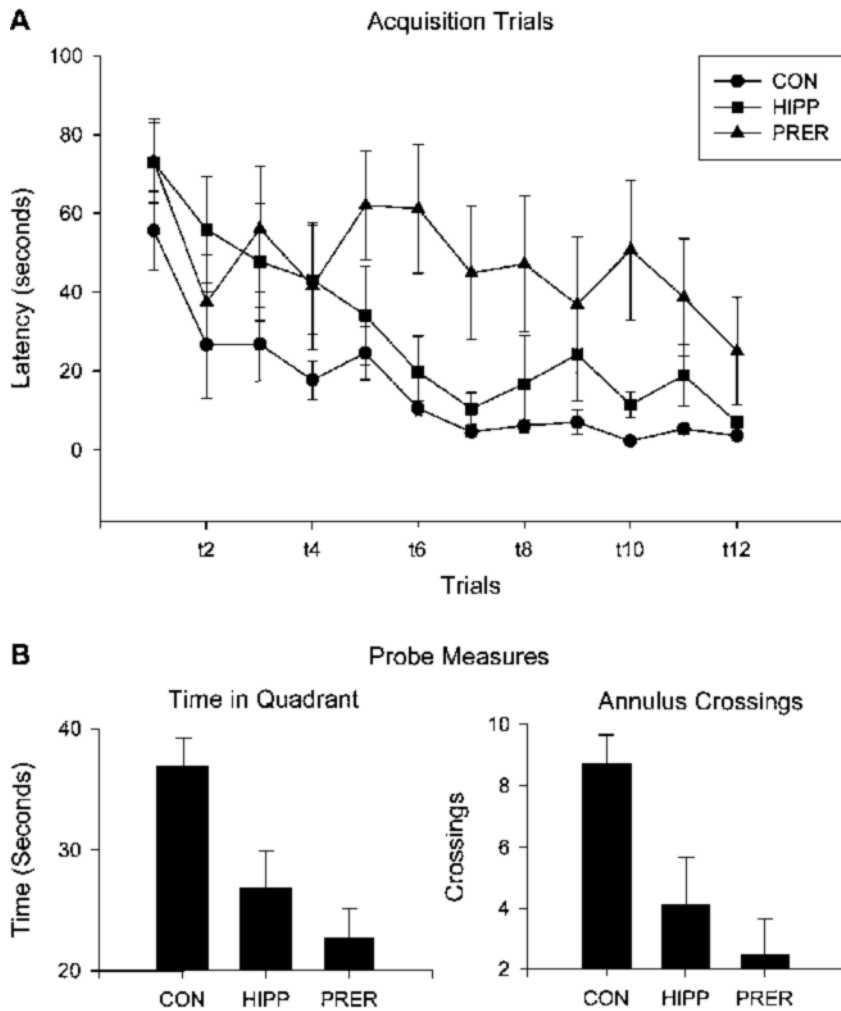 A
Acquisition Trials
100
80
60
40
20
0
Latency (seconds)
CON
HIPP
PRER
t2 t4 t6 t8 t10 t12
Trials
B
Probe Measures
Time in Quadrant
40
30
20
Time (Seconds)
CON HIPP PRER
Annulus Crossings
10
8
6
4
2
Crossings
CON HIPP PRER